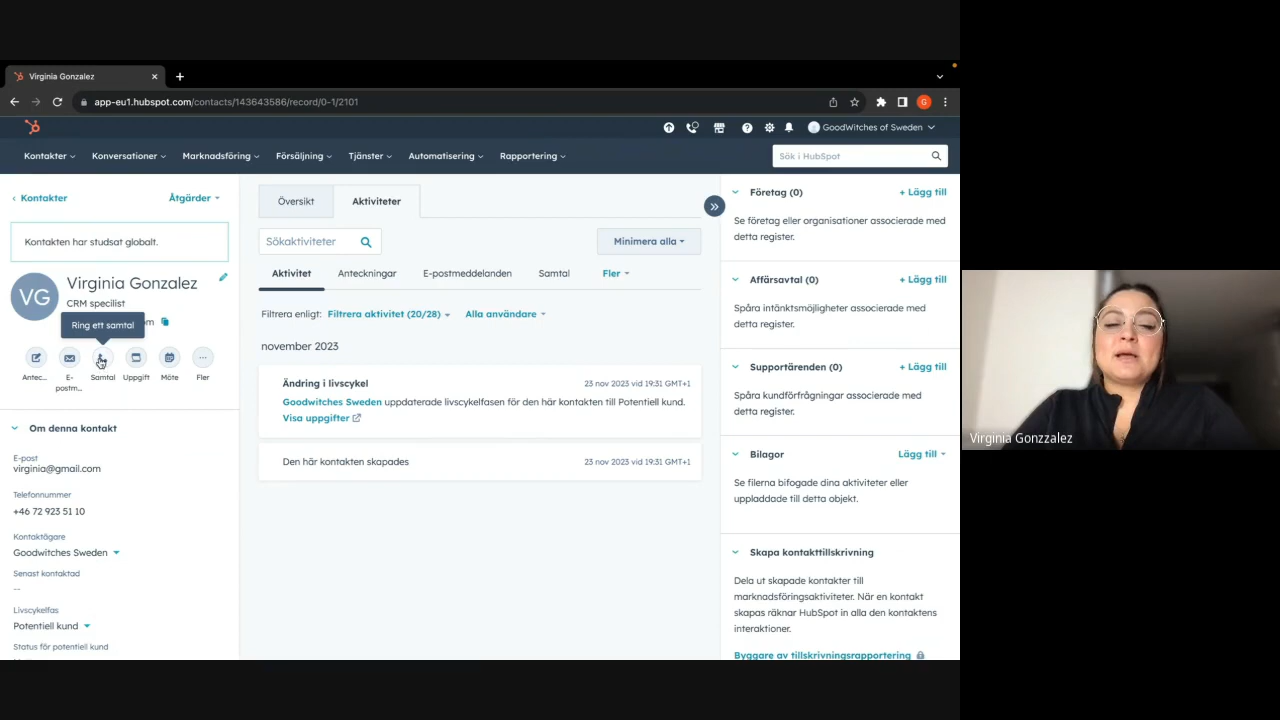 Virginia Gonzalez
app-eu1.hubspot.com/contacts/143643586/record/0-1/2101
GoodWitches of Sweden
Kontakter
Konversationer
Marknadsföring
Försäljning
Tjänster
Automatisering
Rapportering
Sök i HubSpot
Kontakter
Åtgärder
Kontakten har studsat globalt.
VG
Virginia Gonzalez
CRM specilist
Ring ett samtal
om
Antec...
E-postm...
Samtal
Uppgift
Möte
Fler
Om denna kontakt
E-post
virginia@gmail.com
Telefonnummer
+46 72 923 51 10
Kontaktägare
Goodwitches Sweden
Senast kontaktad
--
Livscykelfas
Potentiell kund
Status för potentiell kund
Översikt
Aktiviteter
Sökaktiviteter
Minimera alla
Aktivitet
Anteckningar
E-postmeddelanden
Samtal
Fler
Filtrera enligt: Filtrera aktivitet (20/28) Alla användare
november 2023
Ändring i livscykel
23 nov 2023 vid 19:31 GMT+1
Goodwitches Sweden uppdaterade livscykelfasen för den här kontakten till Potentiell kund.
Visa uppgifter
Den här kontakten skapades
23 nov 2023 vid 19:31 GMT+1
Företag (0)
+ Lägg till
Se företag eller organisationer associerade med
detta register.
Affärsavtal (0)
+ Lägg till
Spåra intänktsmöjligheter associerade med
detta register.
Supportärenden (0)
+ Lägg till
Spåra kundförfrågningar associerade med
detta register.
Bilagor
Lägg till
Se filerna bifogade dina aktiviteter eller
uppladdade till detta objekt.
Skapa kontakttillskrivning
Dela ut skapade kontakter till
marknadsföringsaktiviteter. När en kontakt
skapas räknar HubSpot in alla den kontaktens
interaktioner.
Byggare av tillskrivningsrapportering
Virginia Gonzzalez